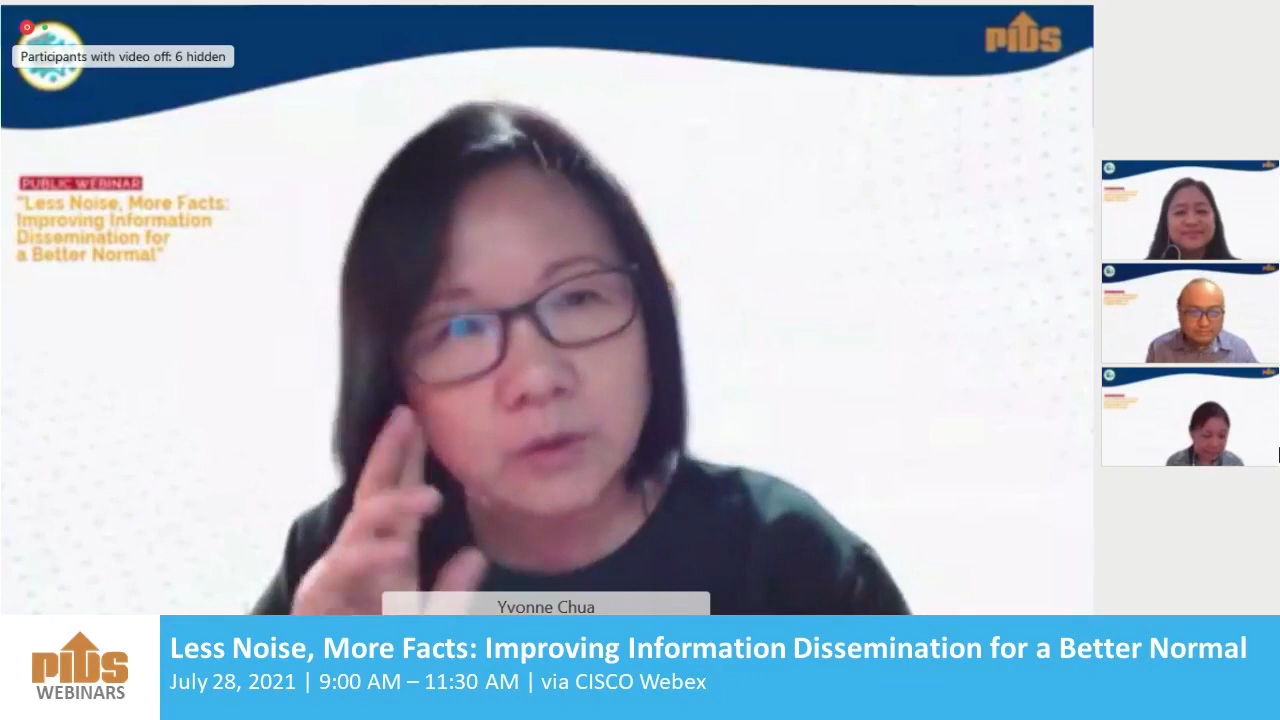 Participants with video off: 6 hidden
PIDS
PUBLIC WEBINAR
"Less Noise, More Facts:
Improving Information
Dissemination for
a Better Normal"
Yvonne Chua
PIDS
WEBINARS
Less Noise, More Facts: Improving Information Dissemination for a Better Normal
July 28, 2021 | 9:00 AM – 11:30 AM | via CISCO Webex